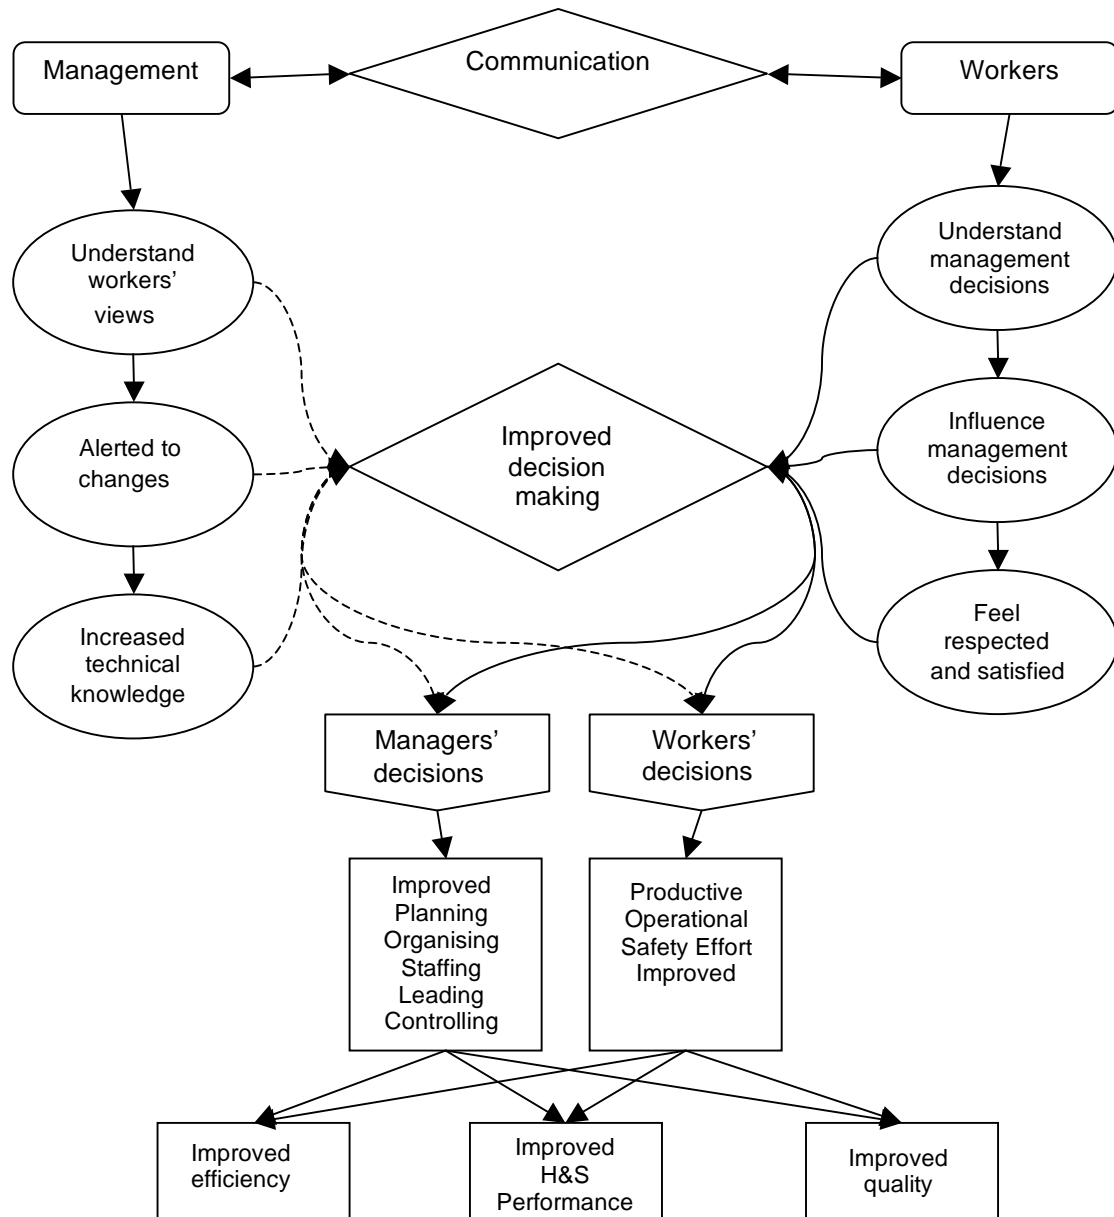 Management
Communication
Workers
Understand
workers’
views
Understand
management
decisions
Alerted to
changes
Improved
decision
making
Influence
management
decisions
Increased
technical
knowledge
Feel
respected
and satisfied
Managers’
decisions
Workers’
decisions
Improved
Planning
Organising
Staffing
Leading
Controlling
Productive
Operational
Safety Effort
Improved
Improved
efficiency
Improved
H&S
Performance
Improved
quality